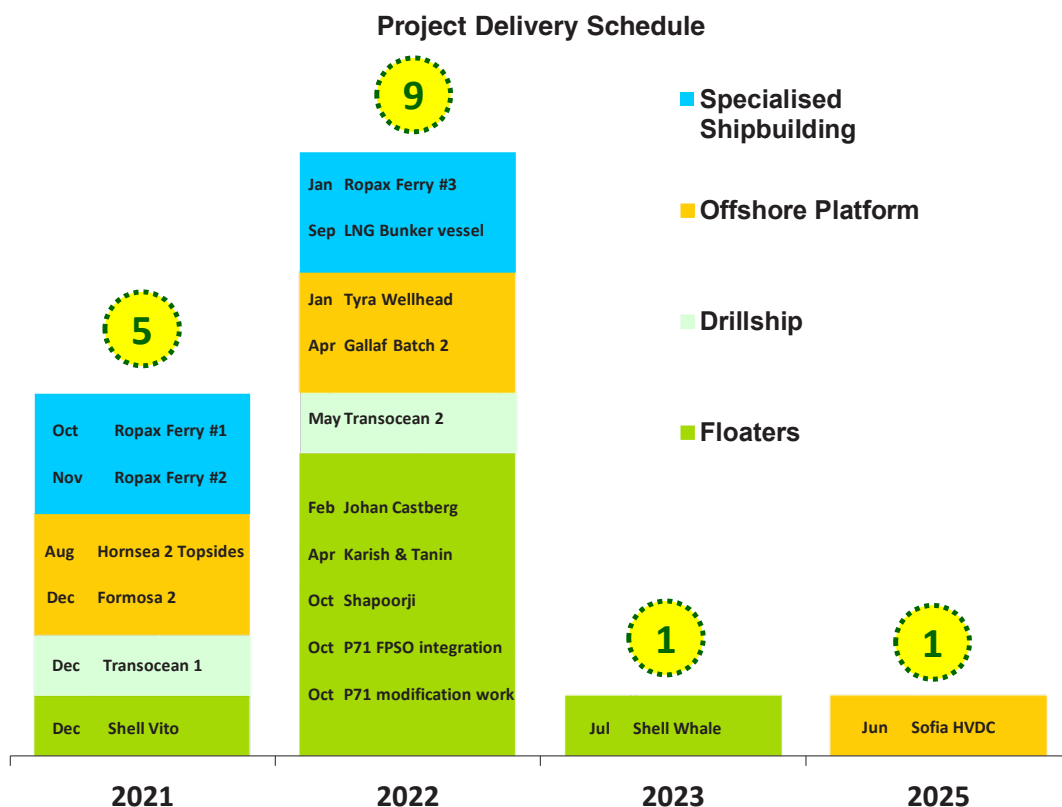 Project Delivery Schedule
5
Oct Ropax Ferry #1
Nov Ropax Ferry #2
Aug Hornsea 2 Topsides
Dec Formosa 2
Dec Transocean 1
Dec Shell Vito
2021
9
Jan Ropax Ferry #3
Sep LNG Bunker vessel
Jan Tyra Wellhead
Apr Gallaf Batch 2
May Transocean 2
Feb Johan Castberg
Apr Karish & Tanin
Oct Shapoorji
Oct P71 FPSO integration
Oct P71 modification work
2022
1
Jul Shell Whale
2023
1
Jun Sofia HVDC
2025
Specialised
Shipbuilding
Offshore Platform
Drillship
Floaters